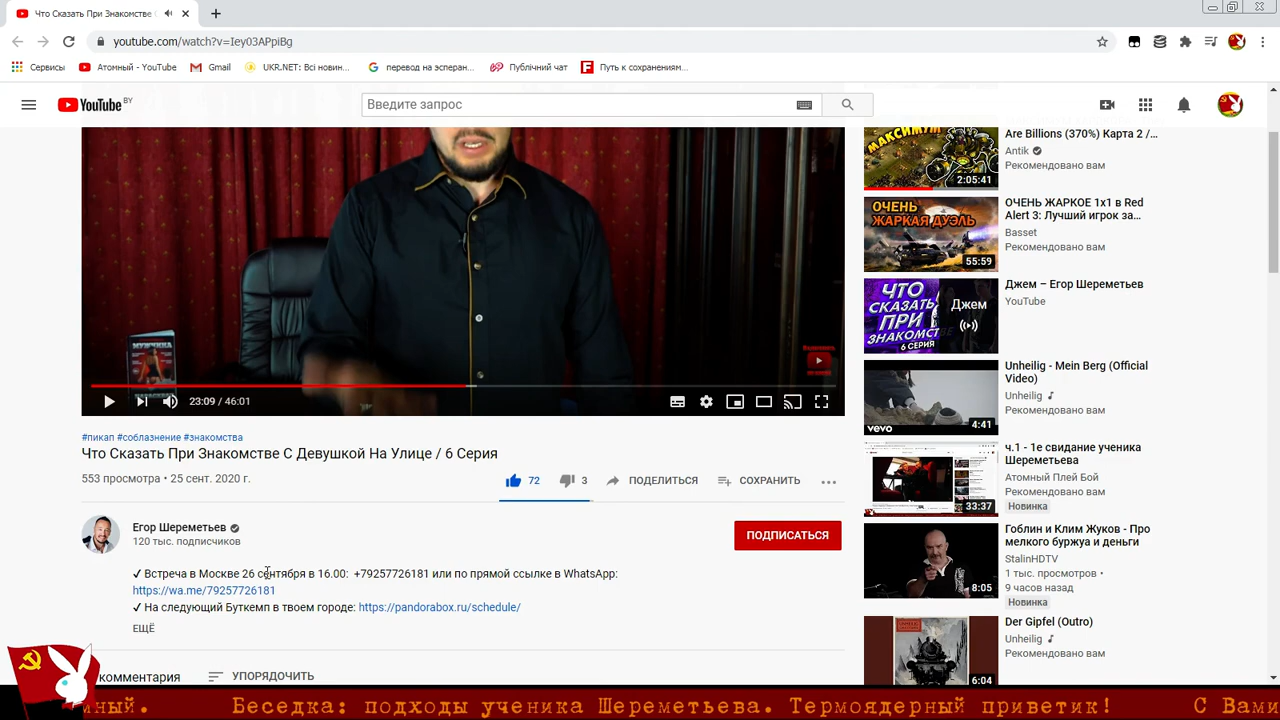 Что Сказать При Знакомстве
youtube.com/watch?v=Iey03APpiBg
Сервисы
Атомный - YouTube
Gmail
UKR.NET: Всі новин...
перевод на эсперан...
Публічний чат
Путь к сохранениям...
YouTube BY
Введите запрос
МУЖЧИНА
23:09 / 46:01
#пикап #соблазнение #знакомства
Что Сказать При Знакомстве С Девушкой На Улице / 6 Серия
553 просмотра • 25 сент. 2020 г.
72
3
ПОДЕЛИТЬСЯ
СОХРАНИТЬ
Егор Шереметьев
120 тыс. подписчиков
ПОДПИСАТЬСЯ
✓ Встреча в Москве 26 сентября в 16.00: +79257726181 или по прямой ссылке в WhatsApp:
https://wa.me/79257726181
✓ На следующий Буткемп в твоем городе: https://pandorabox.ru/schedule/
ЕЩЁ
комментария
УПОРЯДОЧИТЬ
МАКСИМУМ
2:05:41
Are Billions (370%) Карта 2 /...
Antik
Рекомендовано вам
ОЧЕНЬ
ЖАРКАЯ ДУЭЛЬ
55:59
ОЧЕНЬ ЖАРКОЕ 1x1 в Red
Alert 3: Лучший игрок за...
Basset
Рекомендовано вам
ЧТО
СКАЗАТЬ
ПРИ
ЗНАКОМСТВЕ
6 СЕРИЯ
Джем
Джем – Егор Шереметьев
YouTube
vevo
4:41
Unheilig - Mein Berg (Official
Video)
Unheilig
Рекомендовано вам
33:37
ч.1 - 1е свидание ученика
Шереметьева
Атомный Плей Бой
Рекомендовано вам
Новинка
8:05
Гоблин и Клим Жуков - Про
мелкого буржуа и деньги
StalinHDTV
1 тыс. просмотров •
9 часов назад
Новинка
UNHEILIG
6:04
Der Gipfel (Outro)
Unheilig
Рекомендовано вам
мный. Беседка: подходы ученика Шереметьева. Термоядерный приветик! С Вами